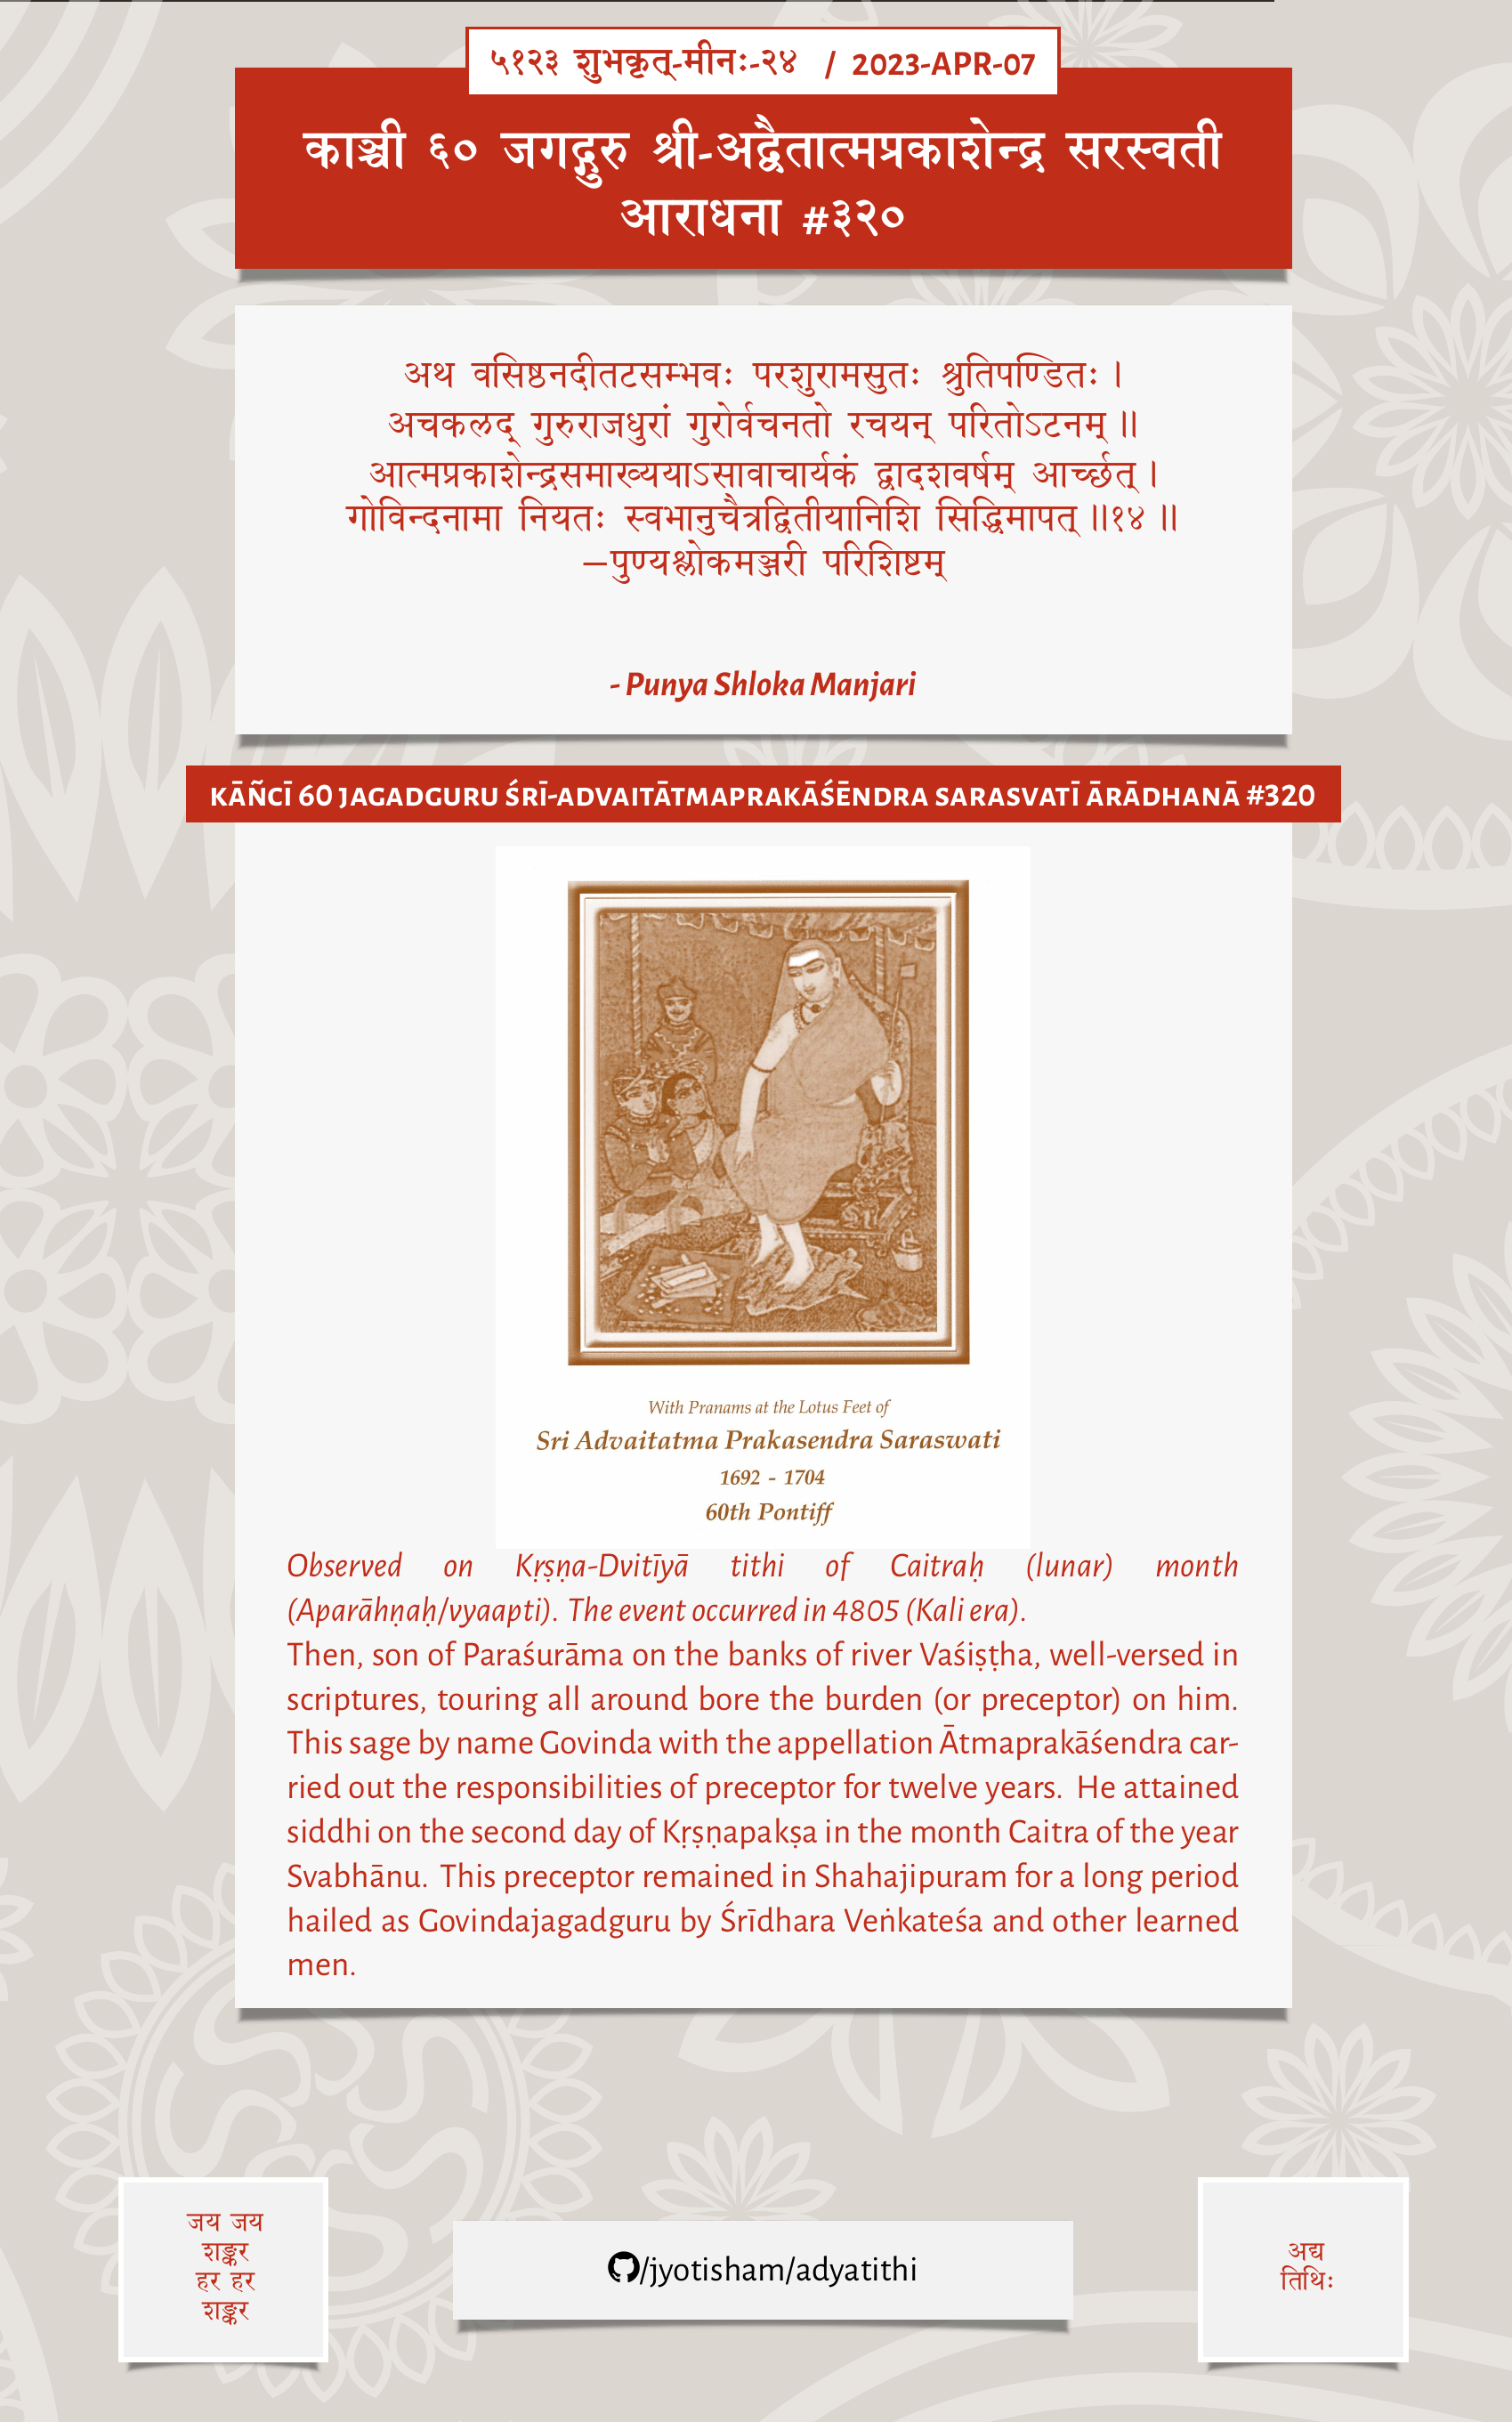 ५१२३ शुभकृत्-मीनः-२४ / 2023-APR-07
काञ्ची ६० जगद्गुरु श्री-अद्वैतात्मप्रकाशेन्द्र सरस्वती
आराधना #३२०
अथ वसिष्ठनदीतटसम्भवः परशुरामसुतः श्रुतिपण्डितः ।
अचकलद् गुरुराजधुरां गुरोर्वचनतो रचयन् परितोऽटनम् ॥
आत्मप्रकाशेन्द्रसमाख्ययाऽसावाचार्यकं द्वादशवर्षम् आर्च्छत् ।
गोविन्दनामा नियतः स्वभानुचैत्रद्वितीयानिशि सिद्धिमापत् ॥१४ ॥
—पुण्यश्लोकमञ्जरी परिशिष्टम्
- Punya Shloka Manjari
KĀÑCĪ 60 JAGADGURU ŚRĪ-ADVAITĀTMAPRAKĀŚĒNDRA SARASVATĪ ĀRĀDHANĀ #320
With Pranams at the Lotus Feet of
Sri Advaitatma Prakasendra Saraswati
1692 - 1704
60th Pontiff
Observed on Kṛṣṇa-Dvitīyā tithi of Caitraḥ (lunar) month
(Aparāhṇaḥ/vyaapti). The event occurred in 4805 (Kali era).
Then, son of Paraśurāma on the banks of river Vaśiṣṭha, well-versed in
scriptures, touring all around bore the burden (or preceptor) on him.
This sage by name Govinda with the appellation Ātmaprakāśendra car-
ried out the responsibilities of preceptor for twelve years. He attained
siddhi on the second day of Kṛṣṇapakṣa in the month Caitra of the year
Svabhānu. This preceptor remained in Shahajipuram for a long period
hailed as Govindajagadguru by Śrīdhara Veṅkateśa and other learned
men.
जय जय
शङ्कर
हर हर
शङ्कर
/jyotisham/adyatithi
अद्य
तिथिः